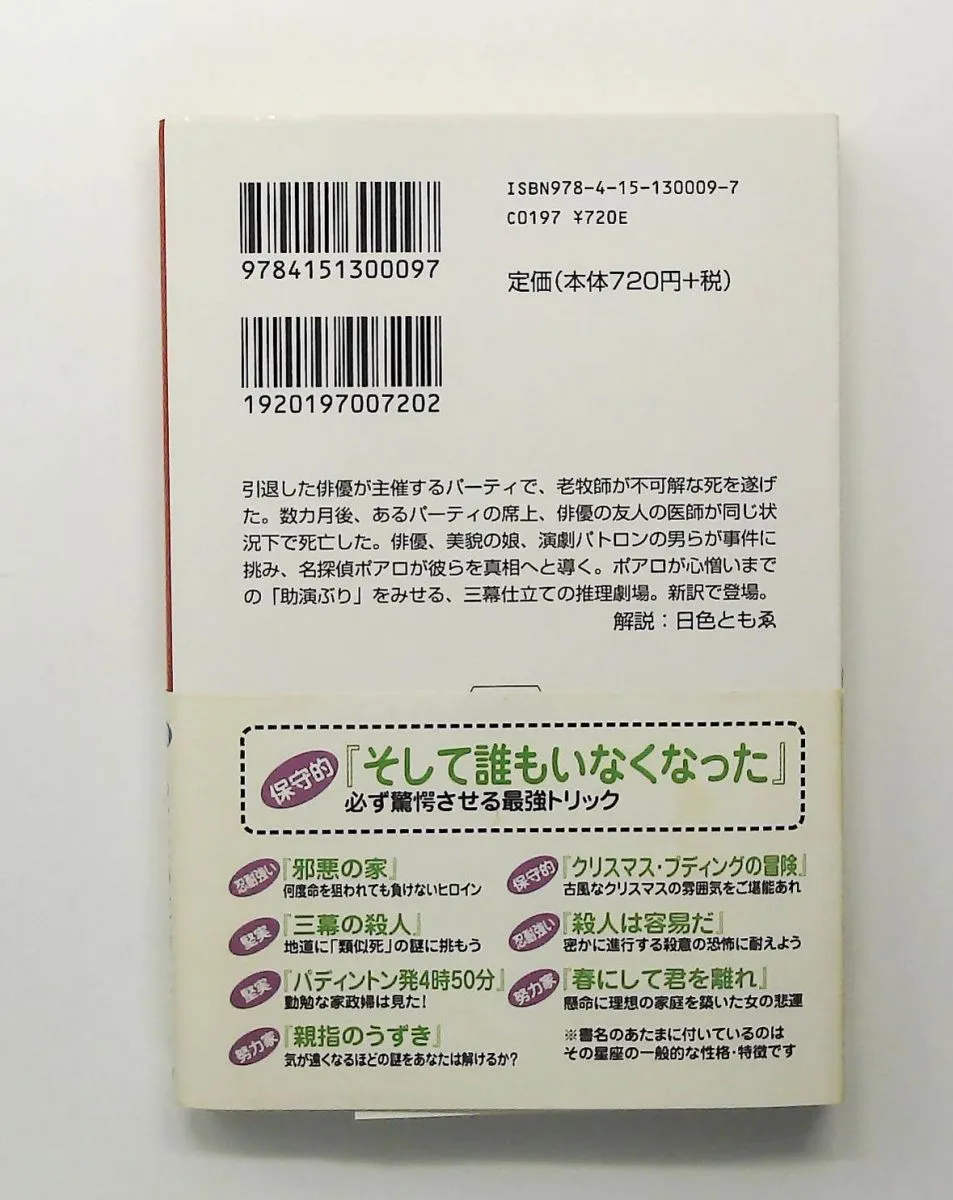 ISBN978-4-15-130009-7
C0197 ¥720E
9784151300097
定価(本体720円+税)
1920197007202
引退した俳優が主催するパーティで、老牧師が不可解な死を遂げ
た。数カ月後、あるパーティの席上、俳優の友人の医師が同じ状
況下で死亡した。俳優、美貌の娘、演劇パトロンの男らが事件に
挑み、名探偵ポアロが彼らを真相へと導く。ポアロが心憎いまで
の「助演ぶり」をみせる、三幕仕立ての推理劇場。新訳で登場。
解説：日色ともゑ
保守的『そして誰もいなくなった』
必ず驚愕させる最強トリック
忍耐強い『邪悪の家』
何度命を狙われても負けないヒロイン
堅実『三幕の殺人』
地道に「類似死」の謎に挑もう
堅実『パディントン発4時50分』
勤勉な家政婦は見た!
努力家『親指のうずき』
気が遠くなるほどの謎をあなたは解けるか?
保守的『クリスマス・プディングの冒険』
古風なクリスマスの雰囲気をご堪能あれ
忍耐強い『殺人は容易だ』
密かに進行する殺意の恐怖に耐えよう
努力家『春にして君を離れ』
懸命に理想の家庭を築いた女の悲運
※書名のあたまに付いているのは
その星座の一般的な性格・特徴です